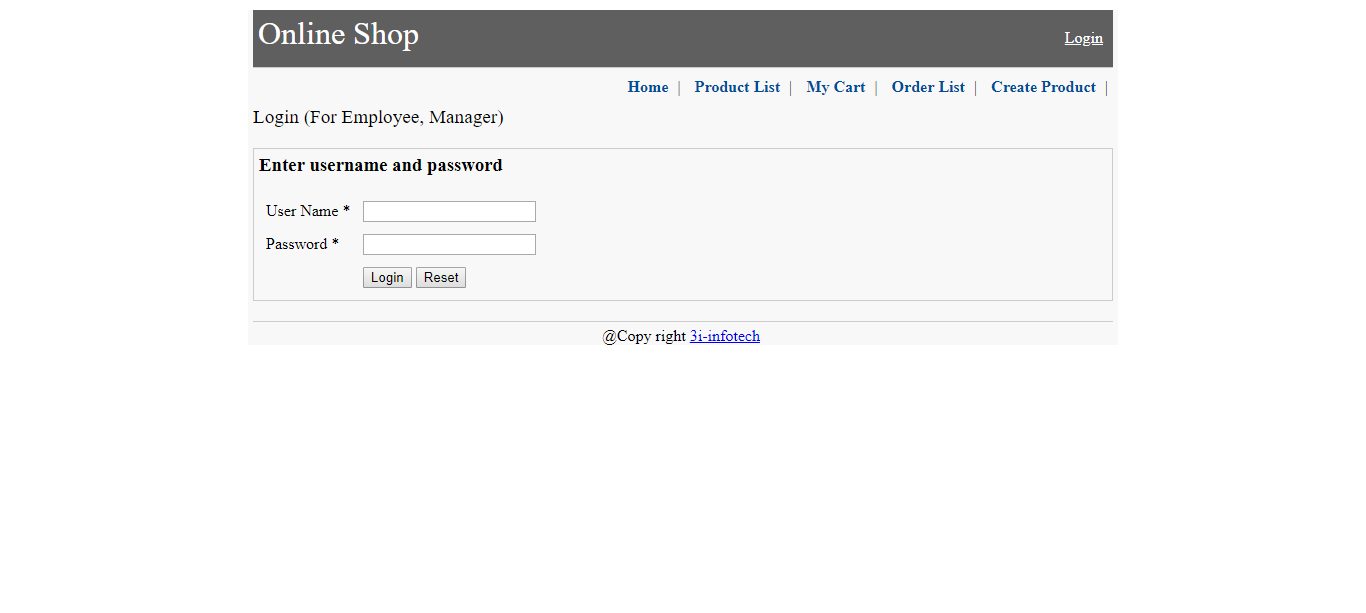 Online Shop
Login
Home | Product List | My Cart | Order List | Create Product |
Login (For Employee, Manager)
Enter username and password
User Name *
Password *
Login Reset
@Copy right 3i-infotech